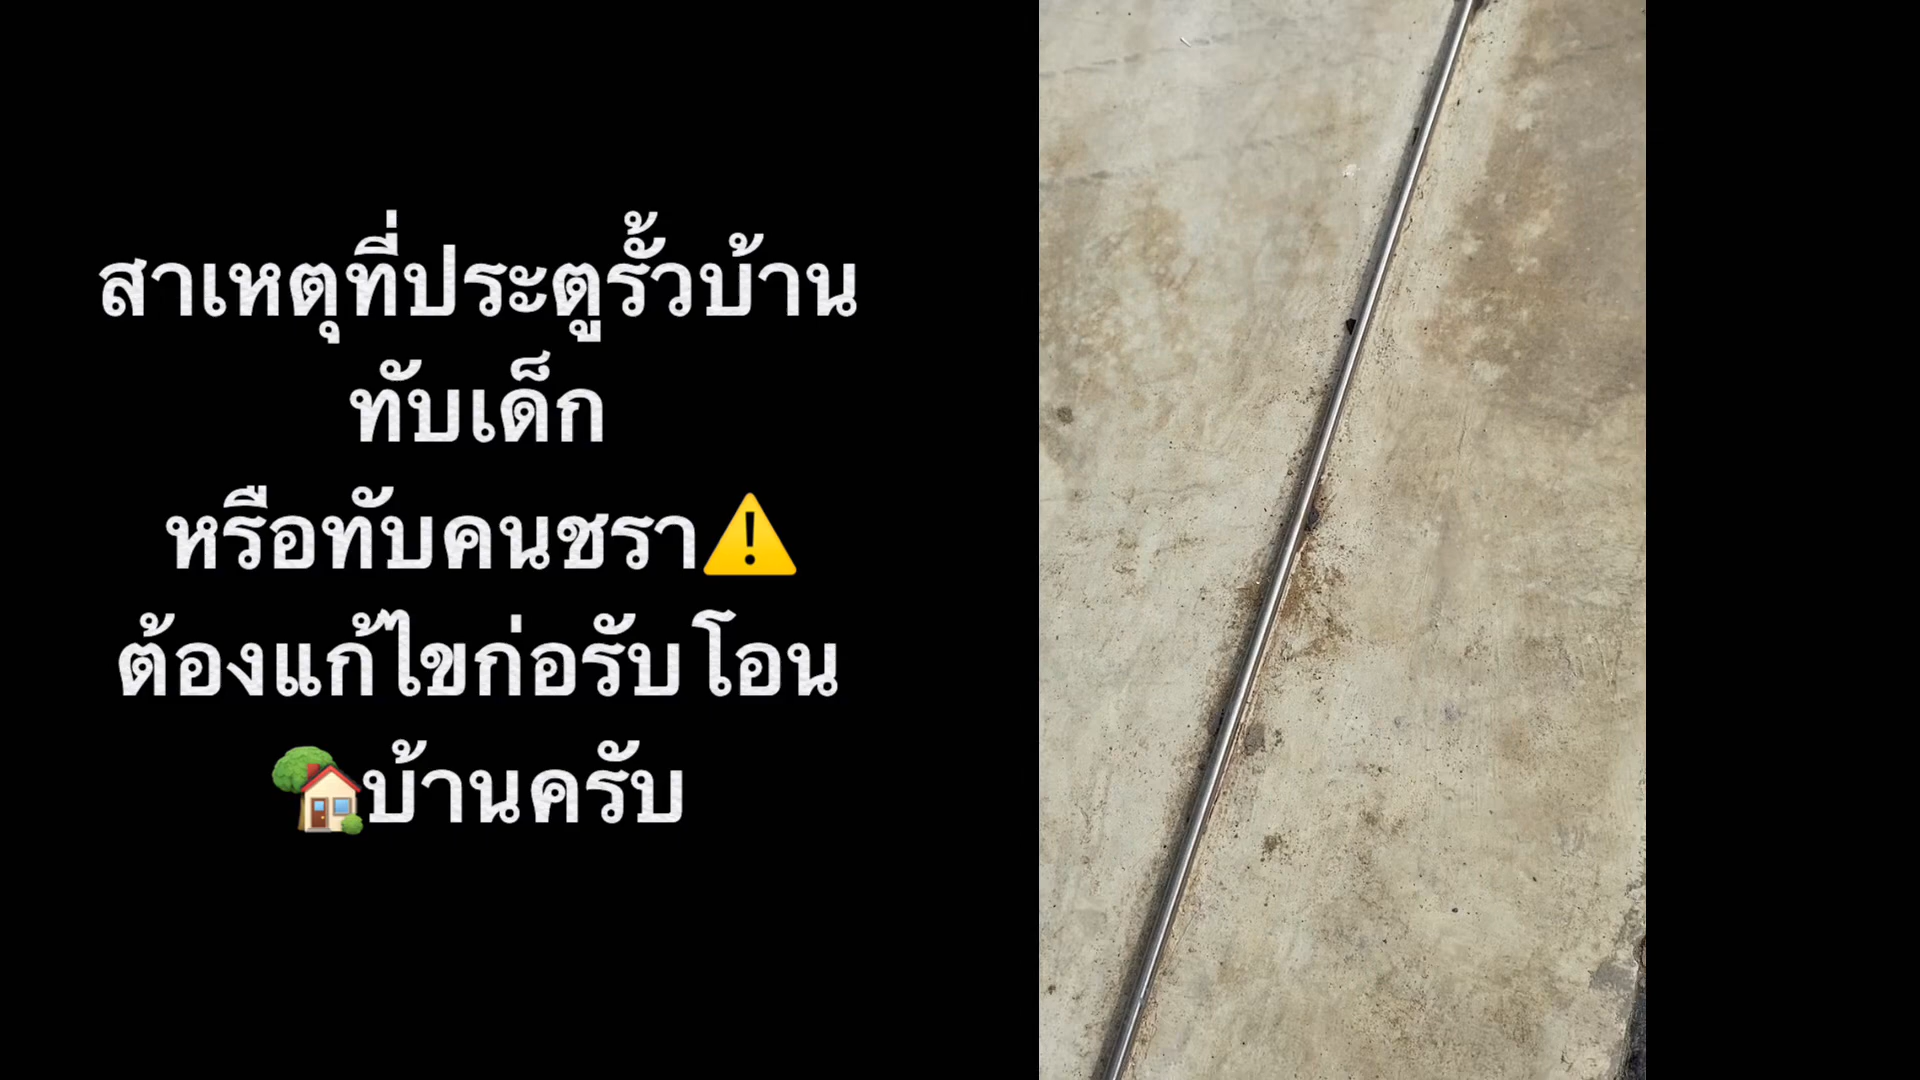 สาเหตุที่ประตูรั้วบ้าน
ทับเด็ก
หรือทับคนชรา⚠️
ต้องแก้ไขก่อรับโอน
🏡บ้านครับ